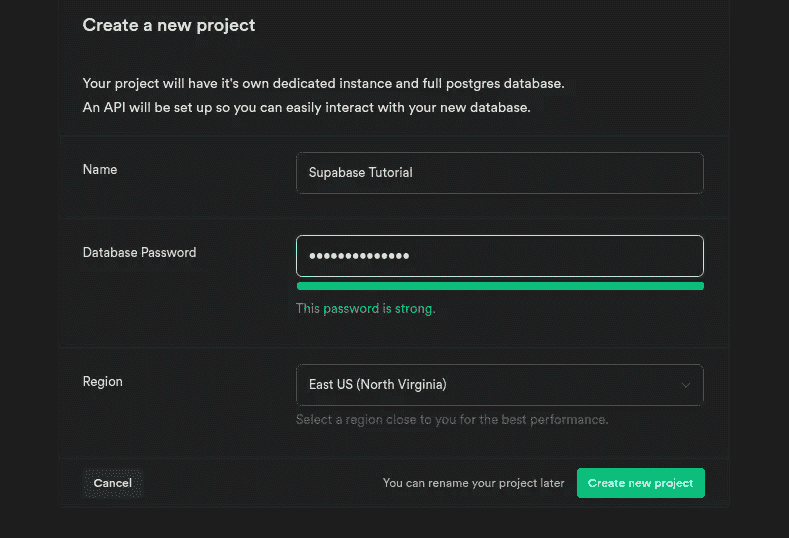 Create a new project
Your project will have it's own dedicated instance and full postgres database.
An API will be set up so you can easily interact with your new database.
Name
Supabase Tutorial
Database Password
••••••••••••••
This password is strong.
Region
East US (North Virginia)
Select a region close to you for the best performance.
Cancel
You can rename your project later
Create new project